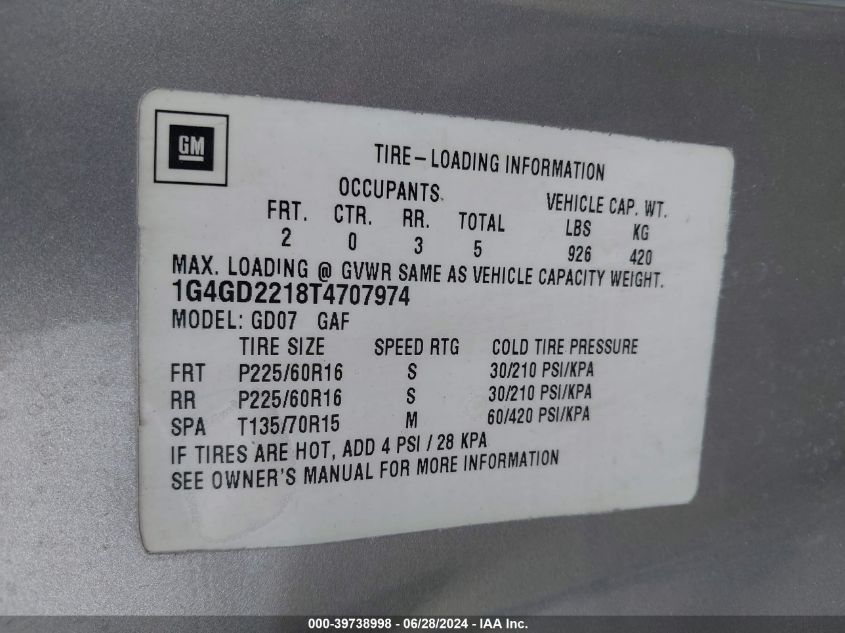 GM
TIRE-LOADING INFORMATION
OCCUPANTS VEHICLE CAP. WT.
FRT. CTR. RR. TOTAL LBS KG
2 0 3 5 926 420
MAX. LOADING @ GVWR SAME AS VEHICLE CAPACITY WEIGHT.
1G4GD2218T4707974
MODEL: GD07 GAF
TIRE SIZE SPEED RTG COLD TIRE PRESSURE
FRT P225/60R16 S 30/210 PSI/KPA
RR P225/60R16 S 30/210 PSI/KPA
SPA T135/70R15 M 60/420 PSI/KPA
IF TIRES ARE HOT, ADD 4 PSI / 28 KPA
SEE OWNER'S MANUAL FOR MORE INFORMATION
000-39738998 - 06/28/2024 - IAA Inc.